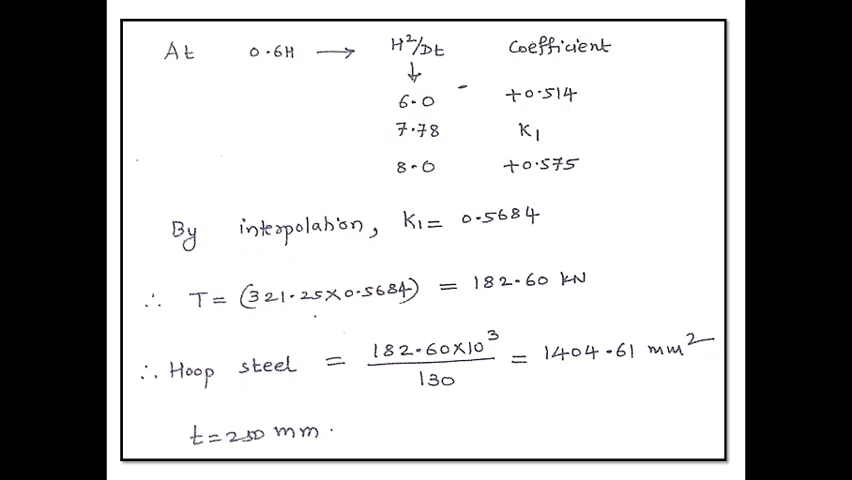 At 0.6H → H²/Dt Coefficient
↓
6.0 - +0.514
7.78 K1
8.0 +0.575
By interpolation, K1 = 0.5684
∴ T = (321.25×0.5684) = 182.60 KN
∴ Hoop steel = 182.60×10³ / 130 = 1404.61 mm²
t = 250 mm.